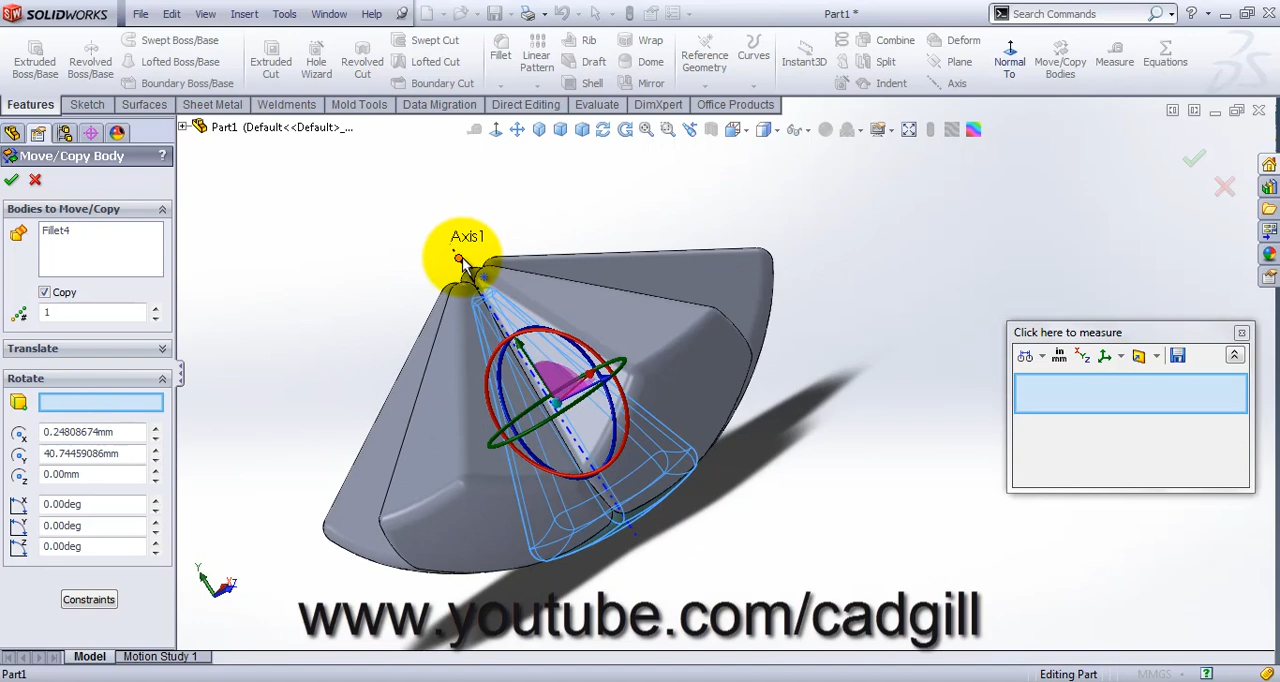 SOLIDWORKS File Edit View Insert Tools Window Help Part1 * Search Commands
Extruded Boss/Base Revolved Boss/Base Swept Boss/Base Lofted Boss/Base Boundary Boss/Base Extruded Cut Hole Wizard Revolved Cut Swept Cut Lofted Cut Boundary Cut Fillet Linear Pattern Rib Draft Shell Wrap Dome Mirror Reference Geometry Curves Instant3D Combine Split Indent Deform Plane Axis Normal To Move/Copy Bodies Measure Equations
Features Sketch Surfaces Sheet Metal Weldments Mold Tools Data Migration Direct Editing Evaluate DimXpert Office Products
Part1 (Default<<Default>_...
Move/Copy Body ?
Bodies to Move/Copy
Fillet4
Copy
1
Translate
Rotate
0.24808674mm
40.74459086mm
0.00mm
0.00deg
0.00deg
0.00deg
Constraints
Axis1
Click here to measure
in mm
XYZ
Y
X
Z
www.youtube.com/cadgill
Model Motion Study 1
Part1 Editing Part MMGS